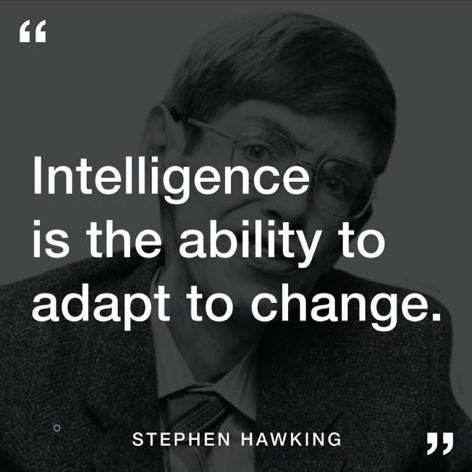 “
Intelligence
is the ability to
adapt to change.
STEPHEN HAWKING
”